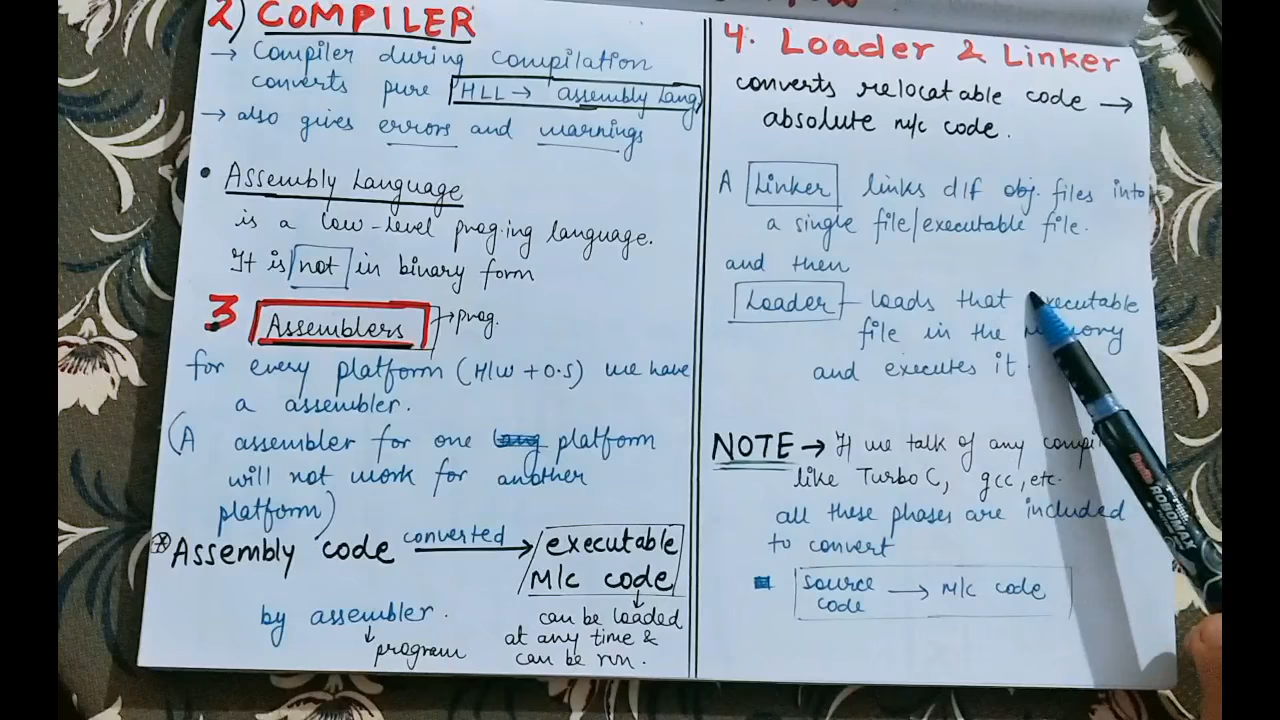 2) COMPILER
→ Compiler during compilation
converts pure HLL → assembly lang
→ also gives errors and warnings
• Assembly Language
is a low-level prog.ing language.
It is not in binary form
3 Assemblers → prog.
for every platform (H/W + O.S) we have
a assembler.
(A assembler for one platform
will not work for another
platform)
* Assembly code converted → executable
M/c code
by assembler.
↓
program
↓
can be loaded
at any time &
can be run.
4. Loader & Linker
converts relocatable code →
absolute m/c code.
A Linker links dif obj. files into
a single file/executable file.
and then
Loader – loads that executable
file in the memory
and executes it.
NOTE → If we talk of any
like Turbo C, gcc, etc.
all these phases are included
to convert
source code → M/c code